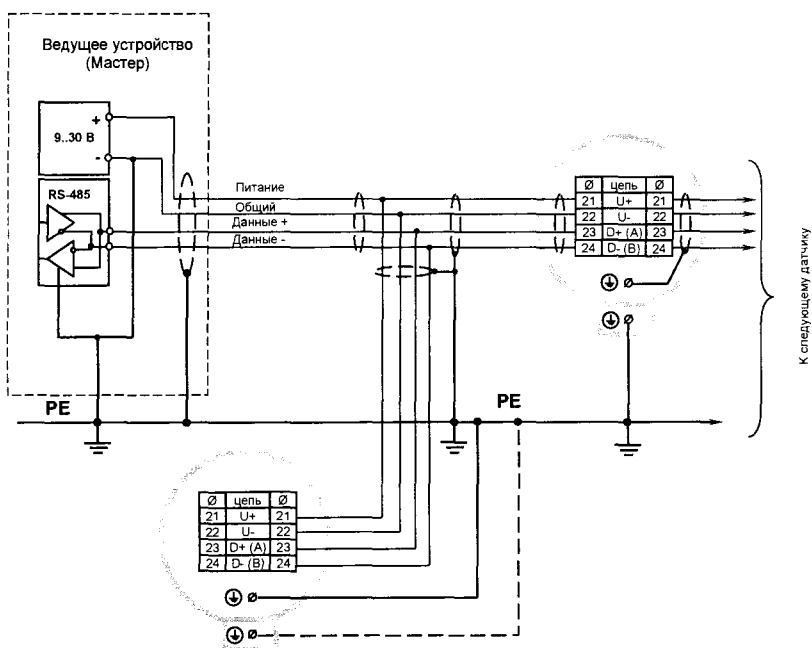 Ведущее устройство
(Мастер)
+
9..30 В
-
RS-485
Питание
Общий
Данные +
Данные -
Ø цепь Ø
21 U+ 21
22 U- 22
23 D+ (A) 23
24 D- (B) 24
Ø
Ø
К следующему датчику
PE
PE
Ø цепь Ø
21 U+ 21
22 U- 22
23 D+ (A) 23
24 D- (B) 24
Ø
Ø